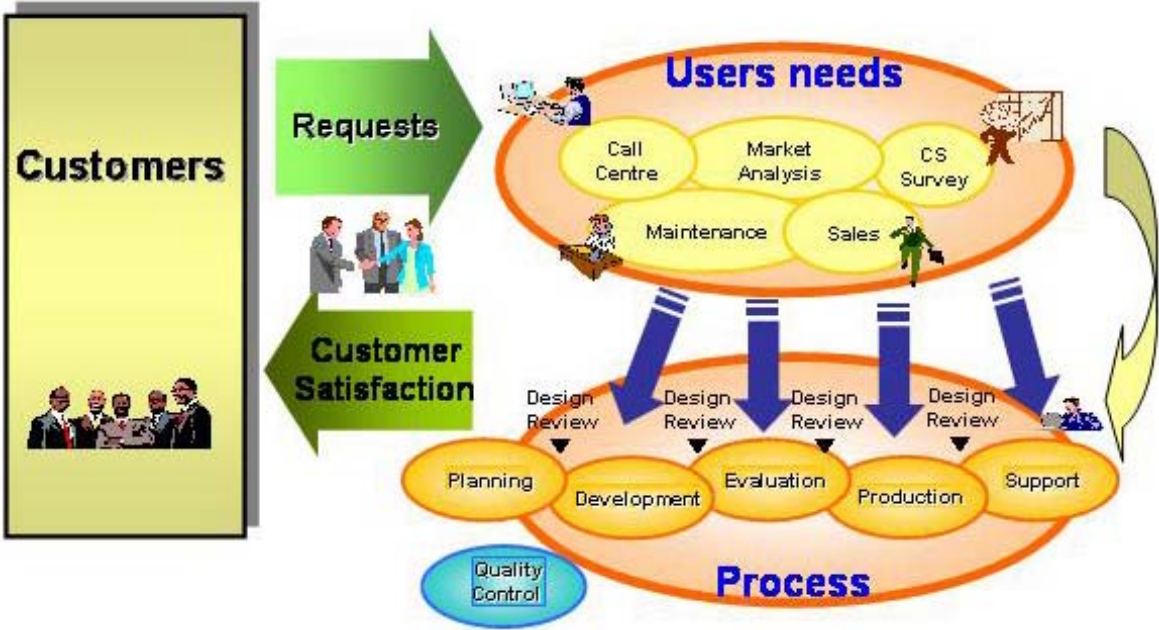 Customers
Requests
Customer
Satisfaction
Users needs
Call
Centre
Market
Analysis
CS
Survey
Maintenance
Sales
Design
Review
Design
Review
Design
Review
Design
Review
Planning
Development
Evaluation
Production
Support
Quality
Control
Process